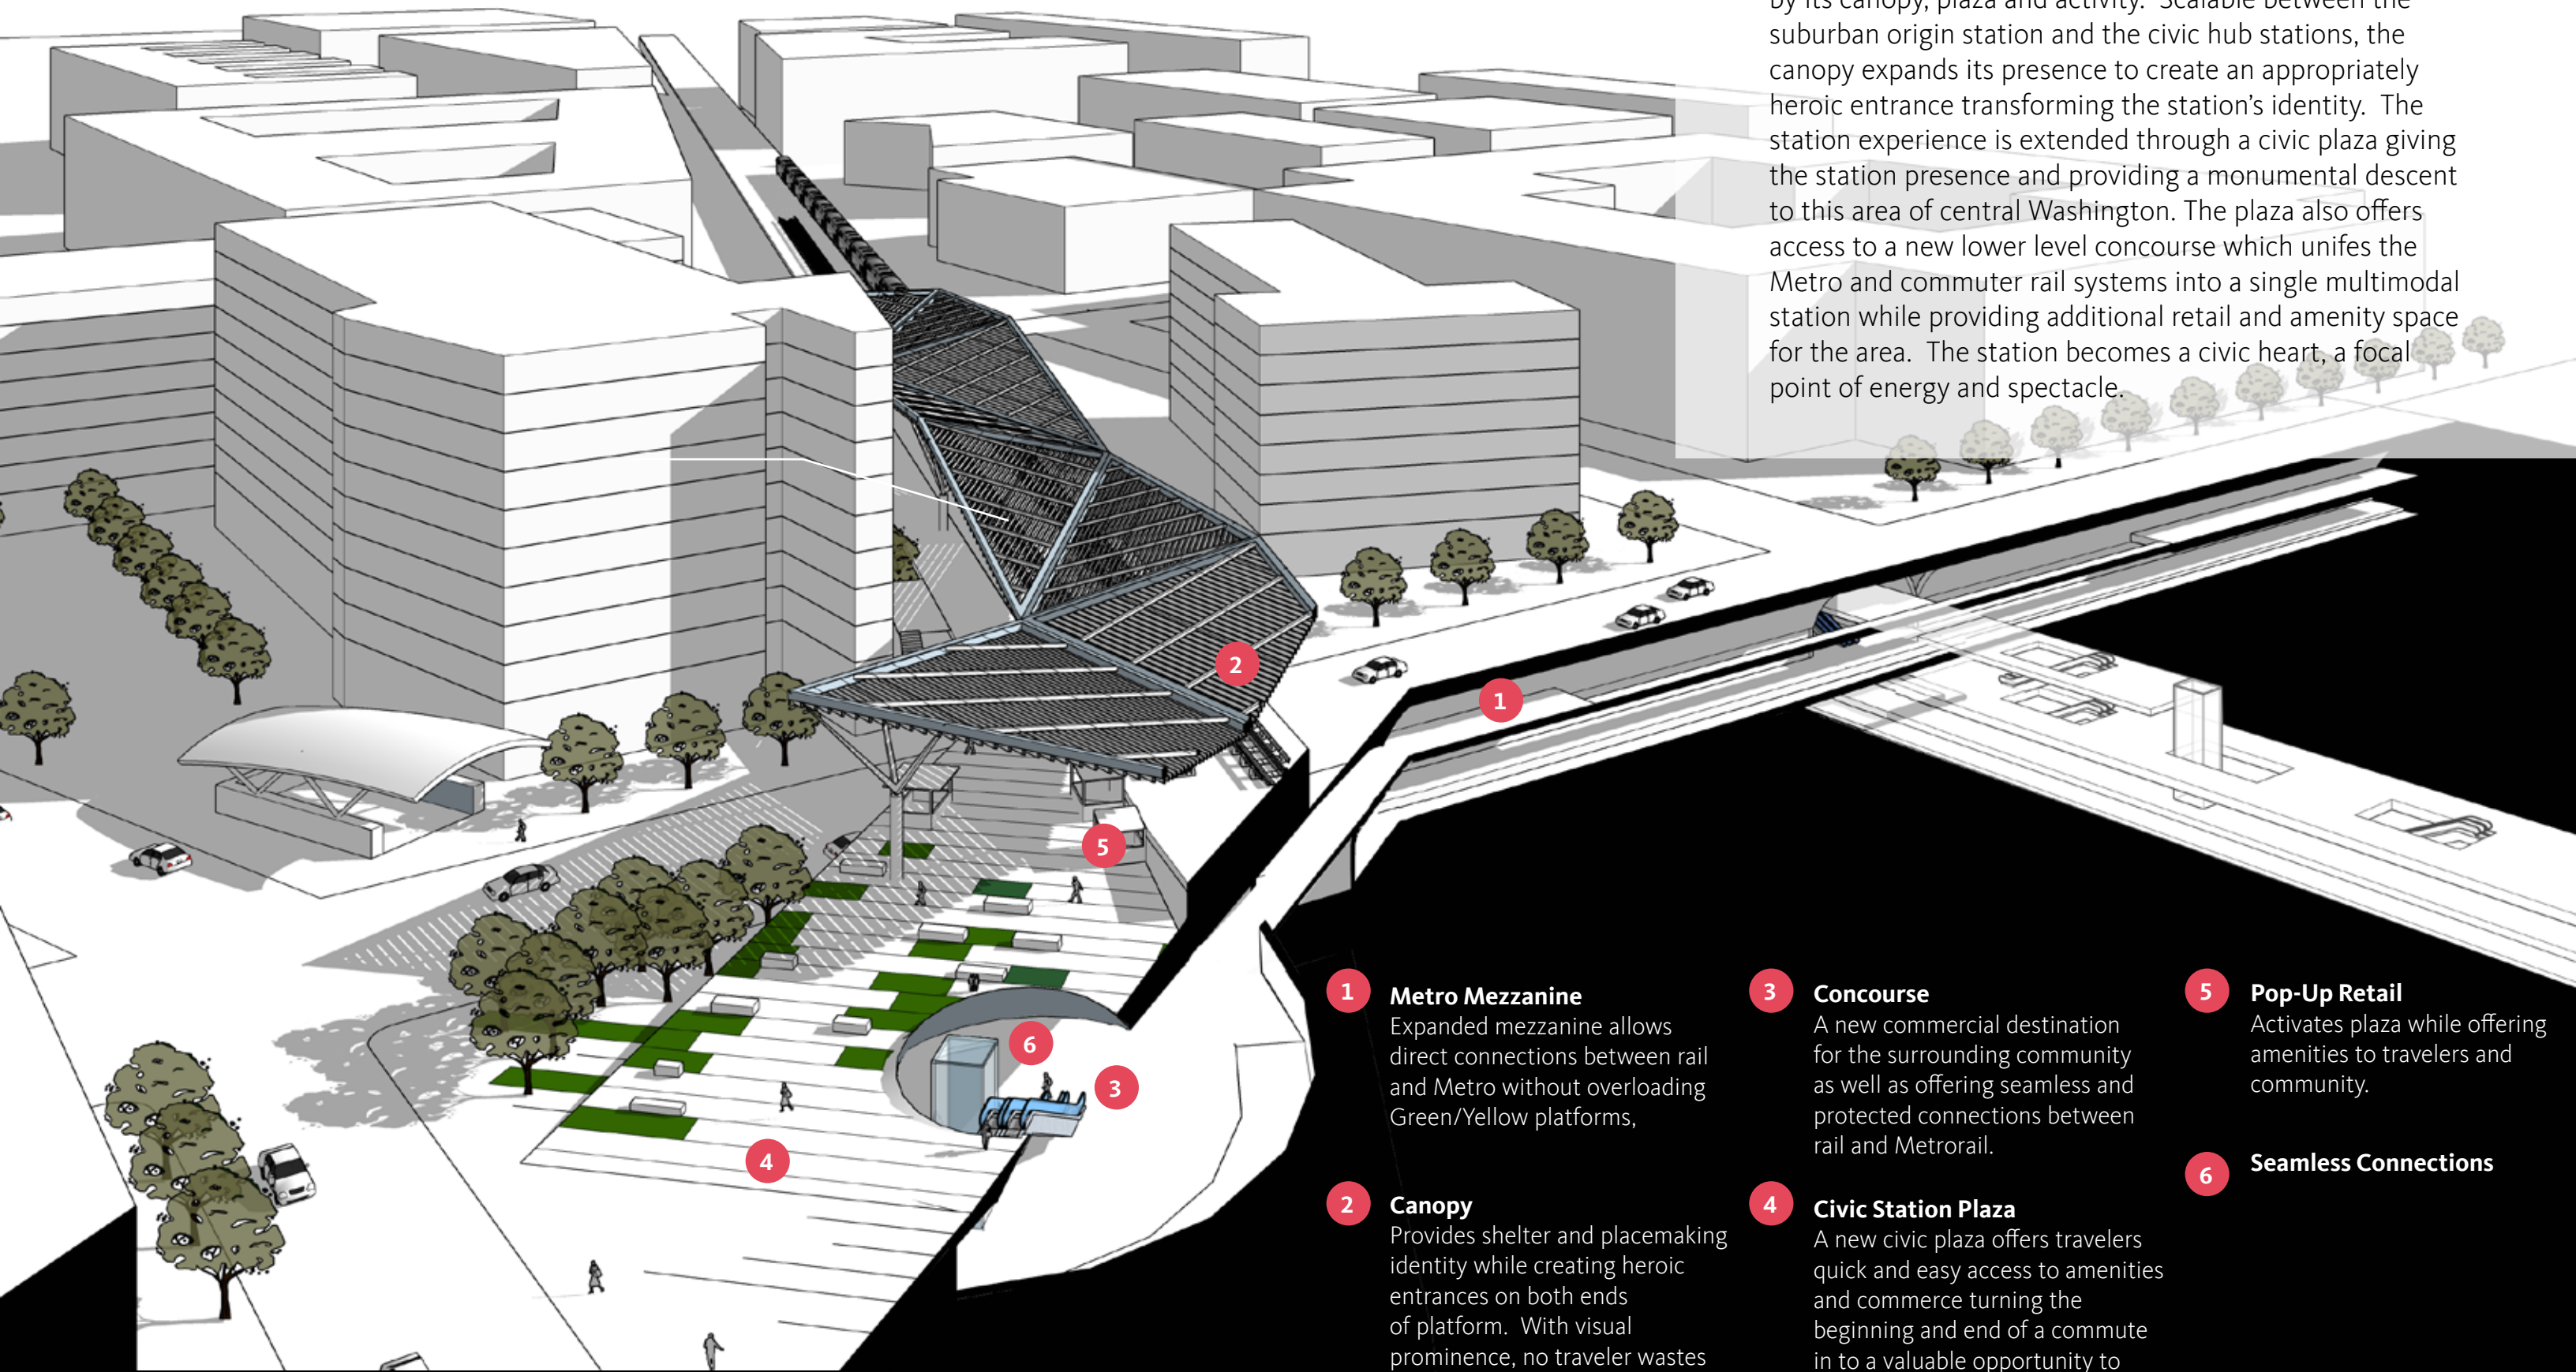 by its canopy, plaza and activity.  Scalable between the
suburban origin station and the civic hub stations, the
canopy expands its presence to create an appropriately
heroic entrance transforming the station's identity.  The
station experience is extended through a civic plaza giving
the station presence and providing a monumental descent
to this area of central Washington. The plaza also offers
access to a new lower level concourse which unifes the
Metro and commuter rail systems into a single multimodal
station while providing additional retail and amenity space
for the area.  The station becomes a civic heart, a focal
point of energy and spectacle.
2
1
5
6
3
4
1 Metro Mezzanine
Expanded mezzanine allows
direct connections between rail
and Metro without overloading
Green/Yellow platforms,
2 Canopy
Provides shelter and placemaking
identity while creating heroic
entrances on both ends
of platform.  With visual
prominence, no traveler wastes
3 Concourse
A new commercial destination
for the surrounding community
as well as offering seamless and
protected connections between
rail and Metrorail.
4 Civic Station Plaza
A new civic plaza offers travelers
quick and easy access to amenities
and commerce turning the
beginning and end of a commute
in to a valuable opportunity to
5 Pop-Up Retail
Activates plaza while offering
amenities to travelers and
community.
6 Seamless Connections